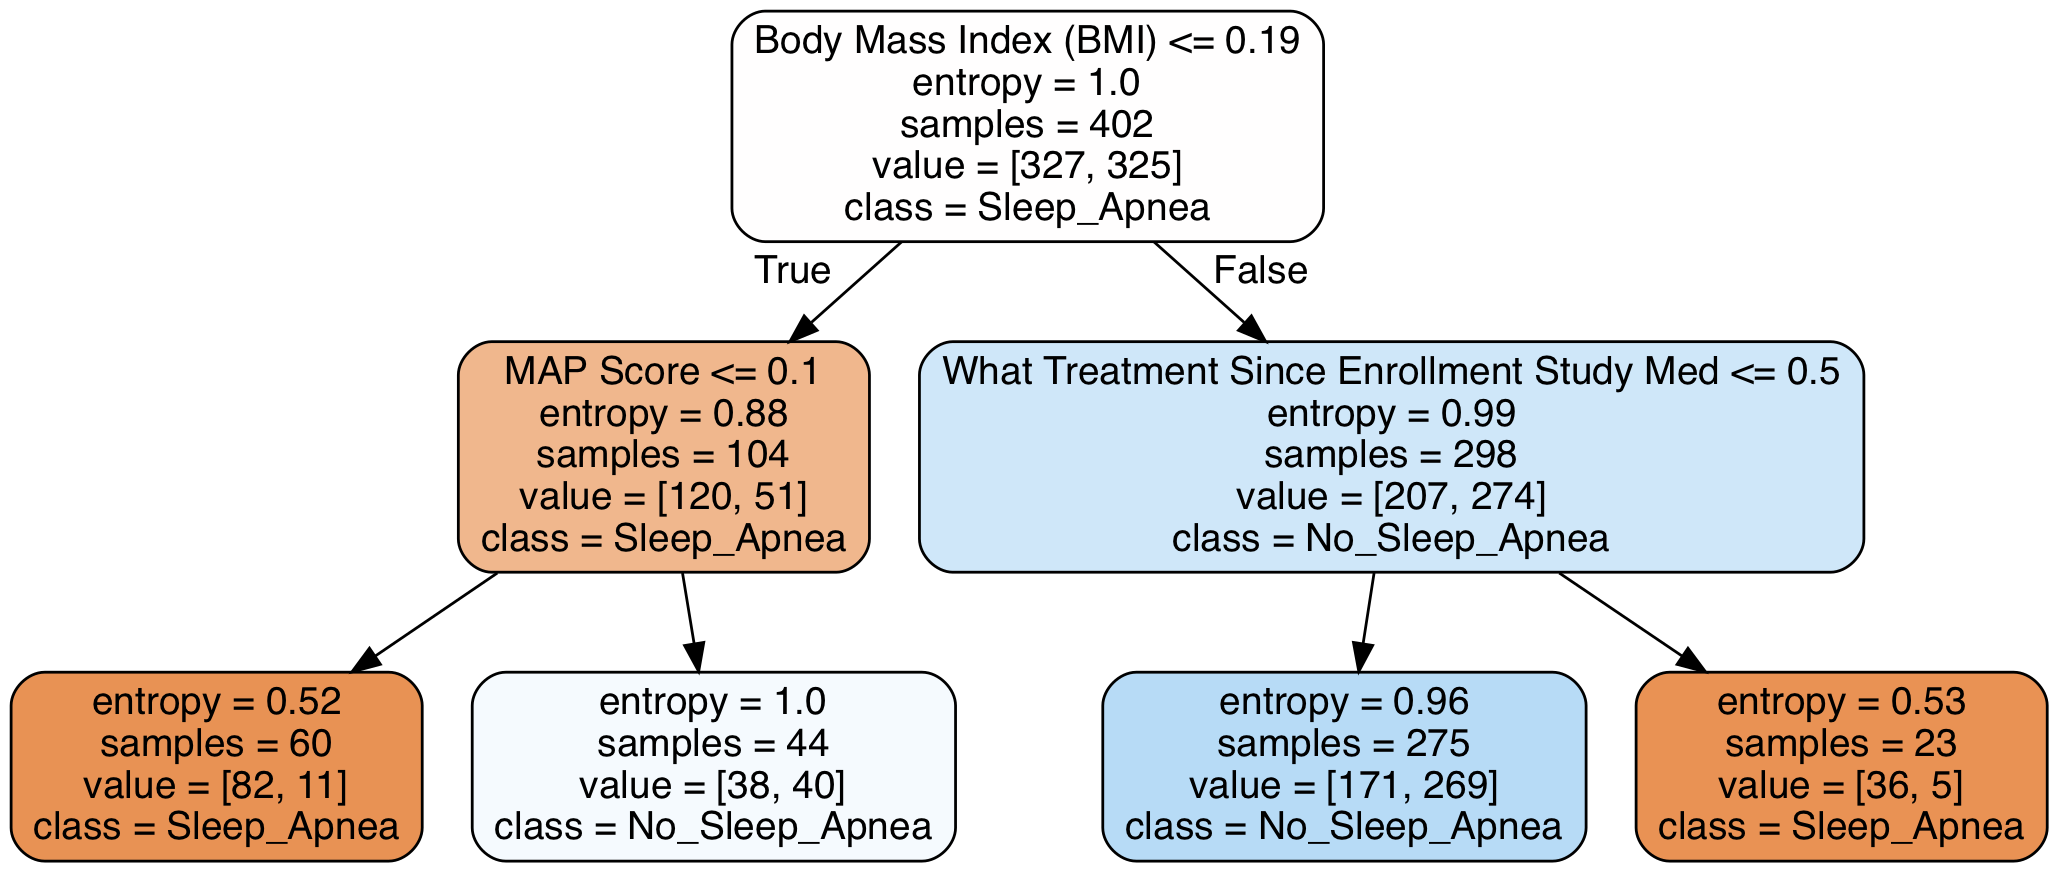 Body Mass Index (BMI) <= 0.19
entropy = 1.0
samples = 402
value = [327, 325]
class = Sleep_Apnea
True
False
MAP Score <= 0.1
entropy = 0.88
samples = 104
value = [120, 51]
class = Sleep_Apnea
What Treatment Since Enrollment Study Med <= 0.5
entropy = 0.99
samples = 298
value = [207, 274]
class = No_Sleep_Apnea
entropy = 0.52
samples = 60
value = [82, 11]
class = Sleep_Apnea
entropy = 1.0
samples = 44
value = [38, 40]
class = No_Sleep_Apnea
entropy = 0.96
samples = 275
value = [171, 269]
class = No_Sleep_Apnea
entropy = 0.53
samples = 23
value = [36, 5]
class = Sleep_Apnea